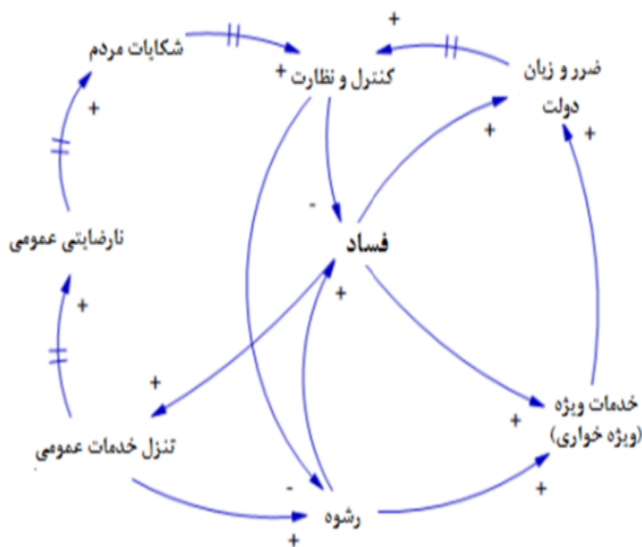 شکایات مردم
کنترل و نظارت
ضرر و زیان
دولت
نارضایتی عمومی
فساد
تنزل خدمات عمومی
خدمات ویژه
(ویژه خواری)
رشوه
+
+
+
+
+
+
+
+
+
+
+
+
-
-